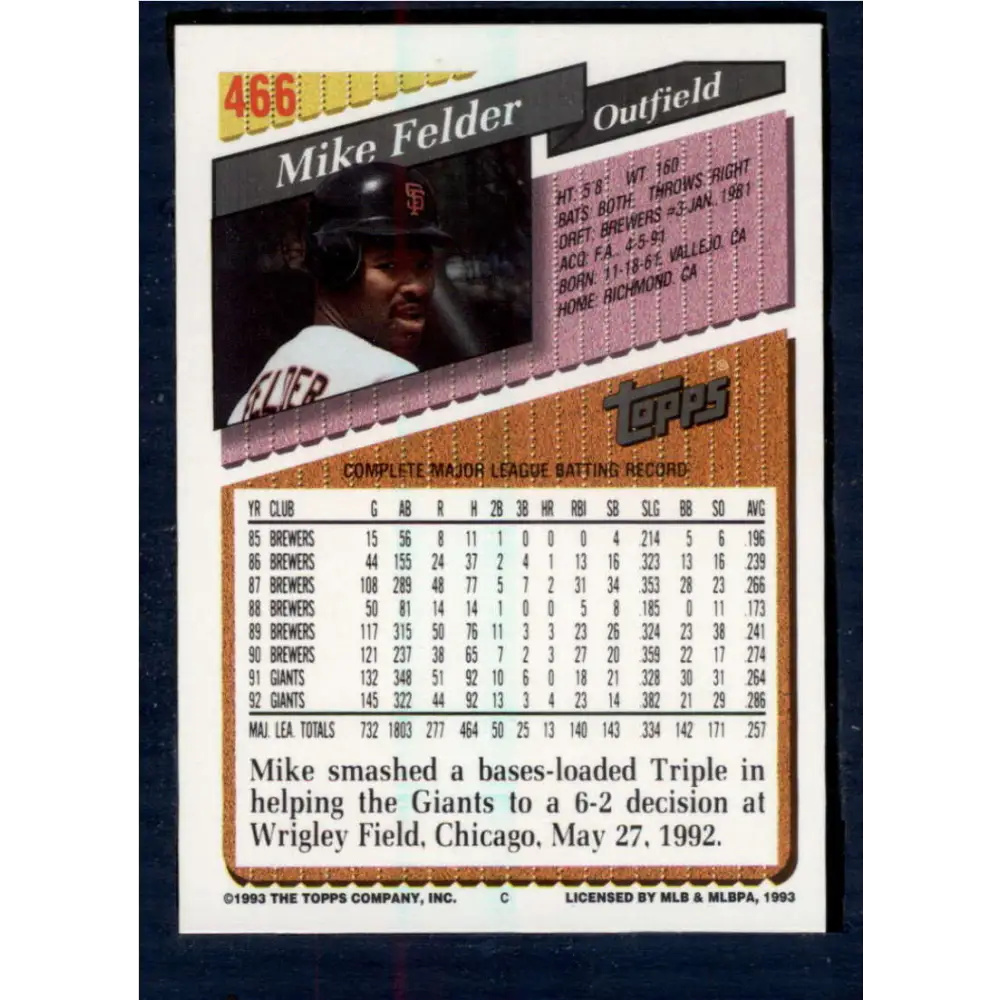 466
Mike Felder
Outfield
SF
FELDER
HT: 5'8" WT: 160
BATS: BOTH THROWS: RIGHT
DRFT: BREWERS #3-JAN. 1981
ACQ: F.A. 4-5-91
BORN: 11-18-61, VALLEJO, CA
HOME: RICHMOND, CA
topps®
COMPLETE MAJOR LEAGUE BATTING RECORD
YR CLUB G AB R H 2B 3B HR RBI SB SLG BB SO AVG
85 BREWERS 15 56 8 11 1 0 0 0 4 .214 5 6 .196
86 BREWERS 44 155 24 37 2 4 1 13 16 .323 13 16 .239
87 BREWERS 108 289 48 77 5 7 2 31 34 .353 28 23 .266
88 BREWERS 50 81 14 14 1 0 0 5 8 .185 0 11 .173
89 BREWERS 117 315 50 76 11 3 3 23 26 .324 23 38 .241
90 BREWERS 121 237 38 65 7 2 3 27 20 .359 22 17 .274
91 GIANTS 132 348 51 92 10 6 0 18 21 .328 30 31 .264
92 GIANTS 145 322 44 92 13 3 4 23 14 .382 21 29 .286
MAJ. LEA. TOTALS 732 1803 277 464 50 25 13 140 143 .334 142 171 .257
Mike smashed a bases-loaded Triple in
helping the Giants to a 6-2 decision at
Wrigley Field, Chicago, May 27, 1992.
©1993 THE TOPPS COMPANY, INC. C LICENSED BY MLB & MLBPA, 1993